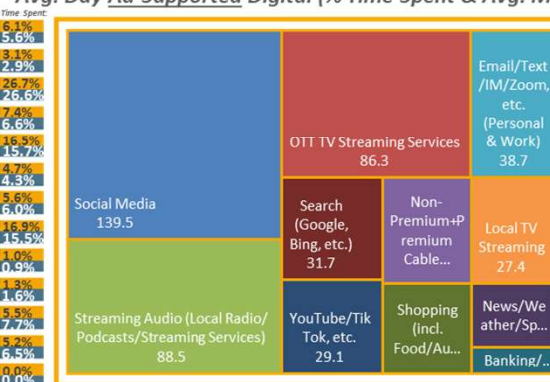 Avg. Day Ad-Supported Digital (% Time Spent & Avg. M
Time Spent:
6.1%
5.6%
3.1%
2.9%
26.7%
26.6%
7.4%
6.6%
16.5%
15.7%
4.7%
4.3%
5.6%
6.0%
16.9%
15.5%
1.0%
0.9%
1.3%
1.6%
5.5%
7.7%
5.2%
6.5%
0.0%
0.0%
Social Media
139.5
Streaming Audio (Local Radio/
Podcasts/Streaming Services)
88.5
OTT TV Streaming Services
86.3
Search
(Google,
Bing, etc.)
31.7
YouTube/Tik
Tok, etc.
29.1
Non-
Premium+P
remium
Cable...
Shopping
(incl.
Food/Au...
Email/Text
/IM/Zoom,
etc.
(Personal
& Work)
38.7
Local TV
Streaming
27.4
News/We
ather/Sp...
Banking/..